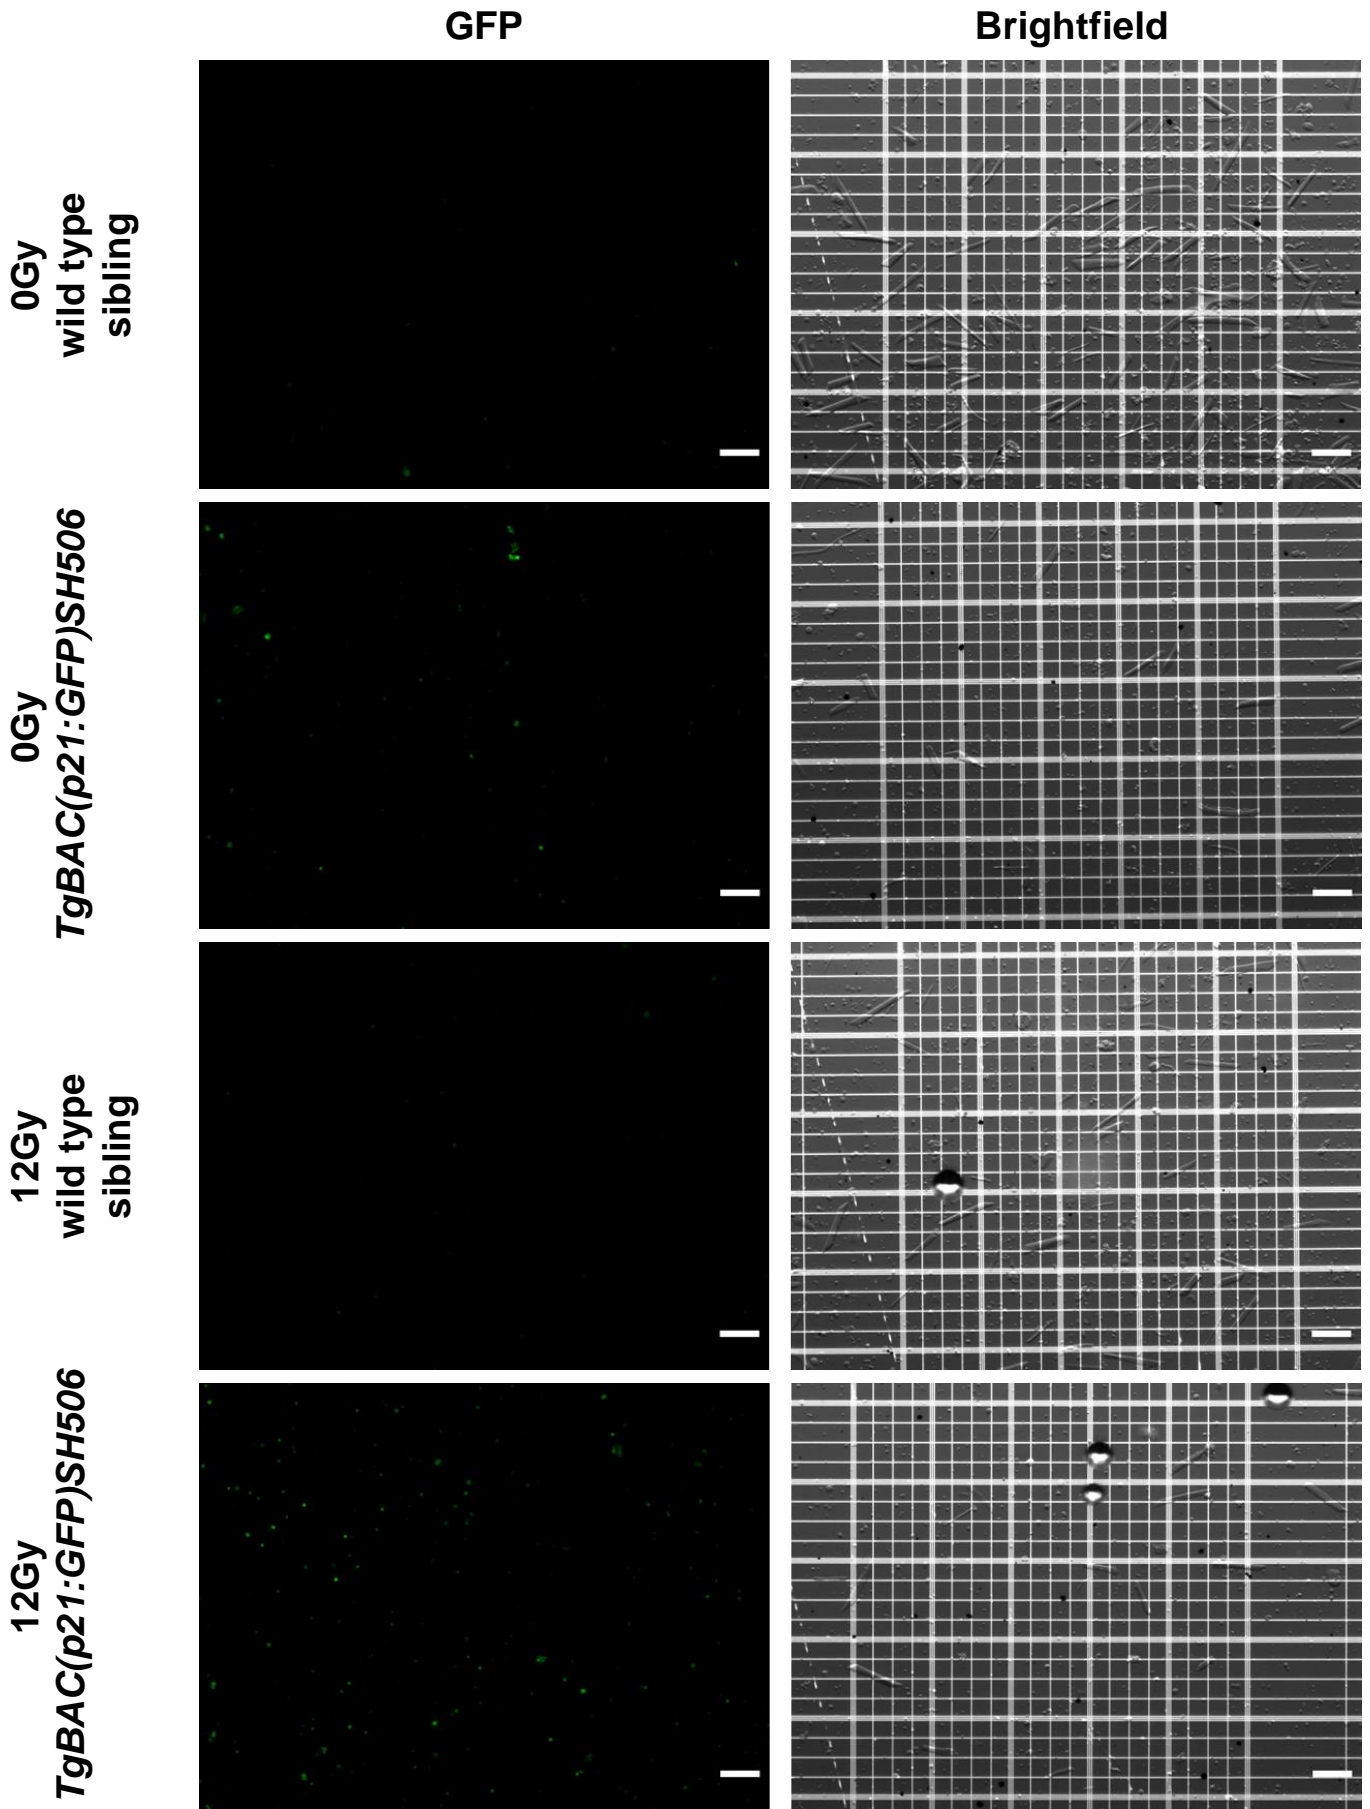 GFP
Brightfield
0Gy
wild type
sibling
0Gy
TgBAC(p21:GFP)SH506
12Gy
wild type
sibling
12Gy
TgBAC(p21:GFP)SH506